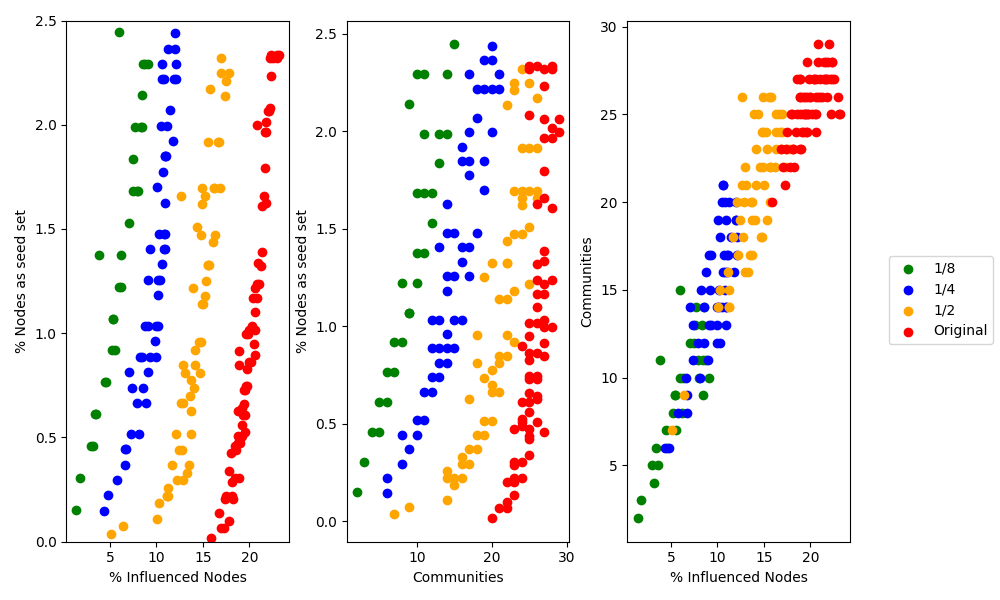 % Nodes as seed set
2.5
2.0
1.5
1.0
0.5
0.0
5 10 15 20
% Influenced Nodes
% Nodes as seed set
2.5
2.0
1.5
1.0
0.5
0.0
10 20 30
Communities
Communities
30
25
20
15
10
5
5 10 15 20
% Influenced Nodes
1/8
1/4
1/2
Original